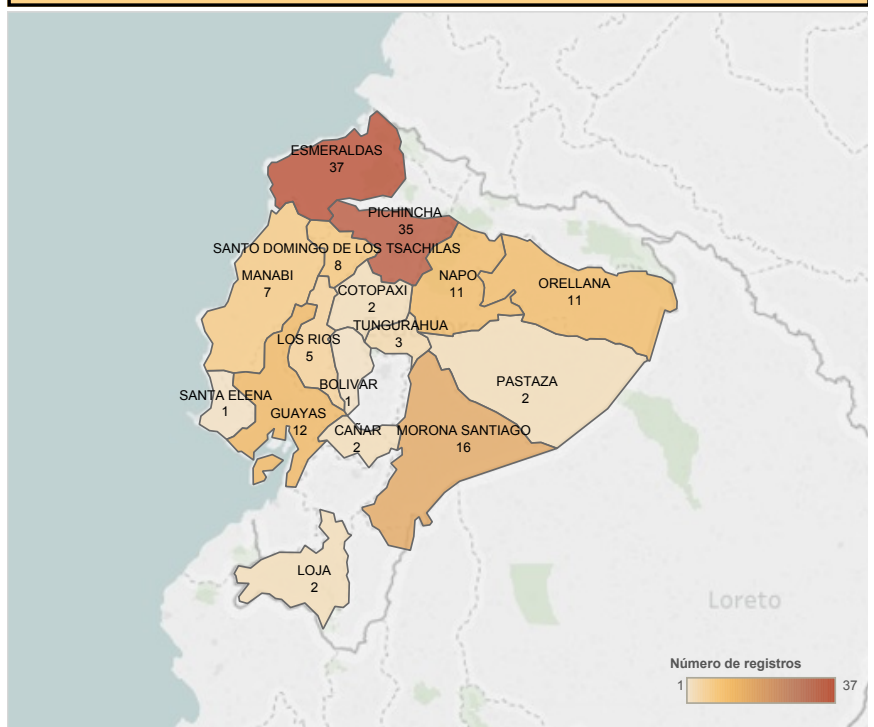 ESMERALDAS
37
PICHINCHA
35
SANTO DOMINGO DE LOS TSACHILAS
8
MANABI
7
NAPO
11
ORELLANA
11
COTOPAXI
2
TUNGURAHUA
3
LOS RIOS
5
BOLIVAR
1
PASTAZA
2
SANTA ELENA
1
GUAYAS
12
CAÑAR
2
MORONA SANTIAGO
16
LOJA
2
Loreto
Número de registros
1 37